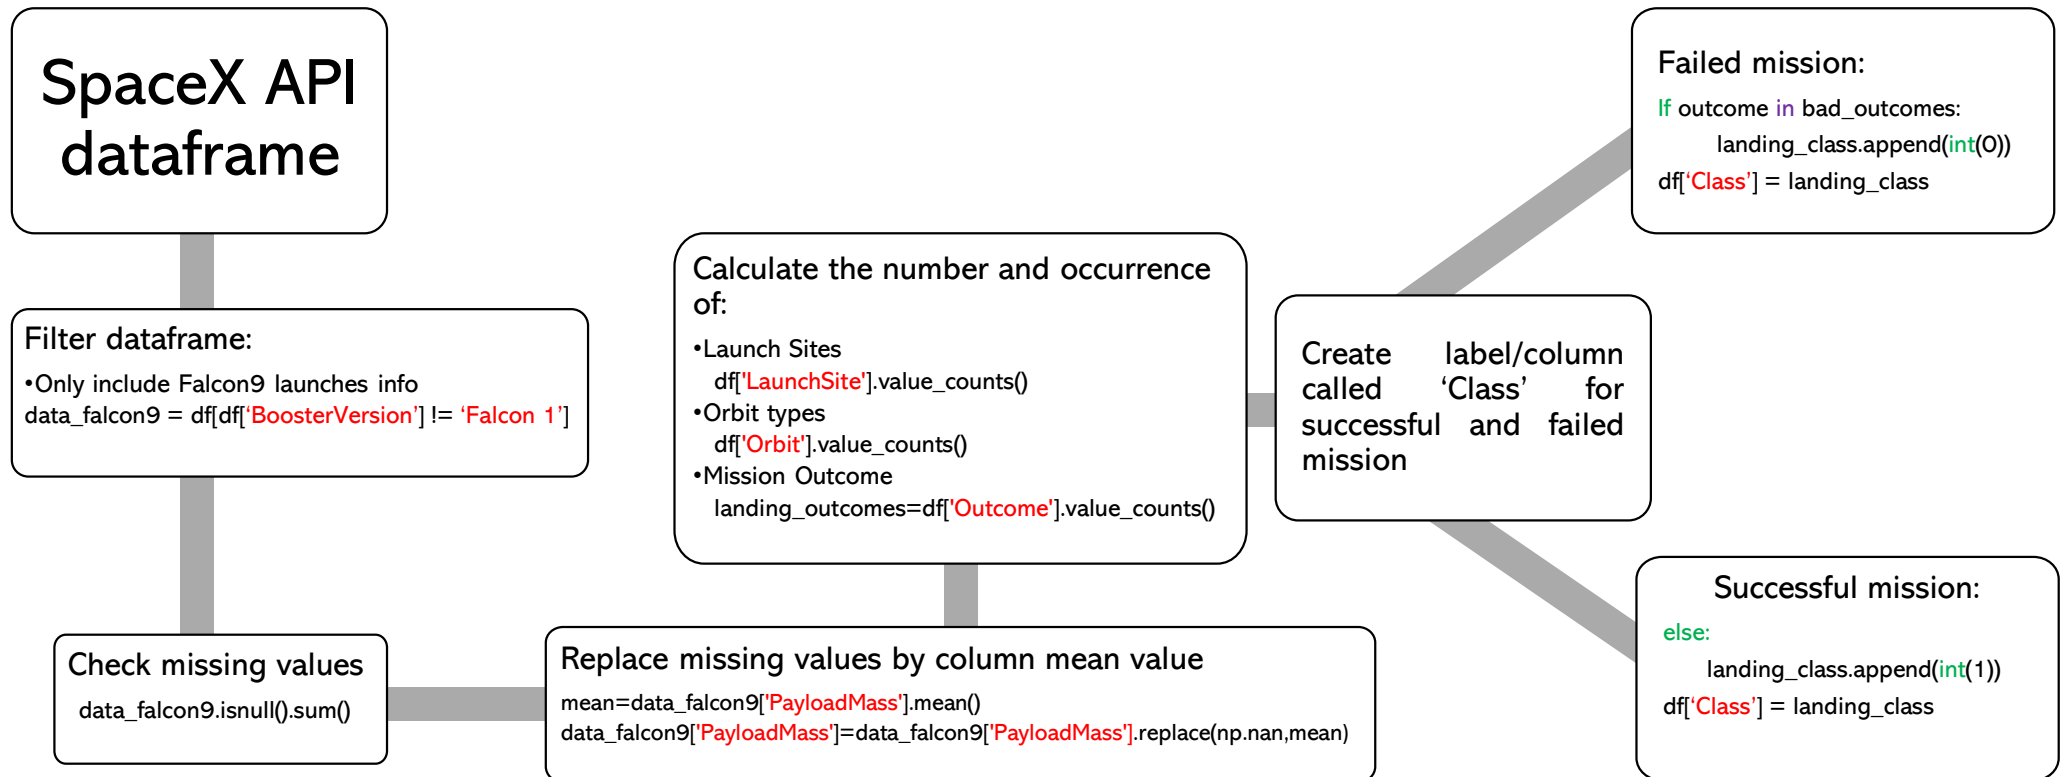 SpaceX API
dataframe
Filter dataframe:
•Only include Falcon9 launches info
data_falcon9 = df[df[‘BoosterVersion’] != ‘Falcon 1’]
Check missing values
data_falcon9.isnull().sum()
Replace missing values by column mean value
mean=data_falcon9['PayloadMass'].mean()
data_falcon9['PayloadMass']=data_falcon9['PayloadMass'].replace(np.nan,mean)
Calculate the number and occurrence
of:
•Launch Sites
df['LaunchSite'].value_counts()
•Orbit types
df['Orbit'].value_counts()
•Mission Outcome
landing_outcomes=df['Outcome'].value_counts()
Create label/column
called ‘Class’ for
successful and failed
mission
Failed mission:
If outcome in bad_outcomes:
landing_class.append(int(0))
df[‘Class’] = landing_class
Successful mission:
else:
landing_class.append(int(1))
df[‘Class’] = landing_class